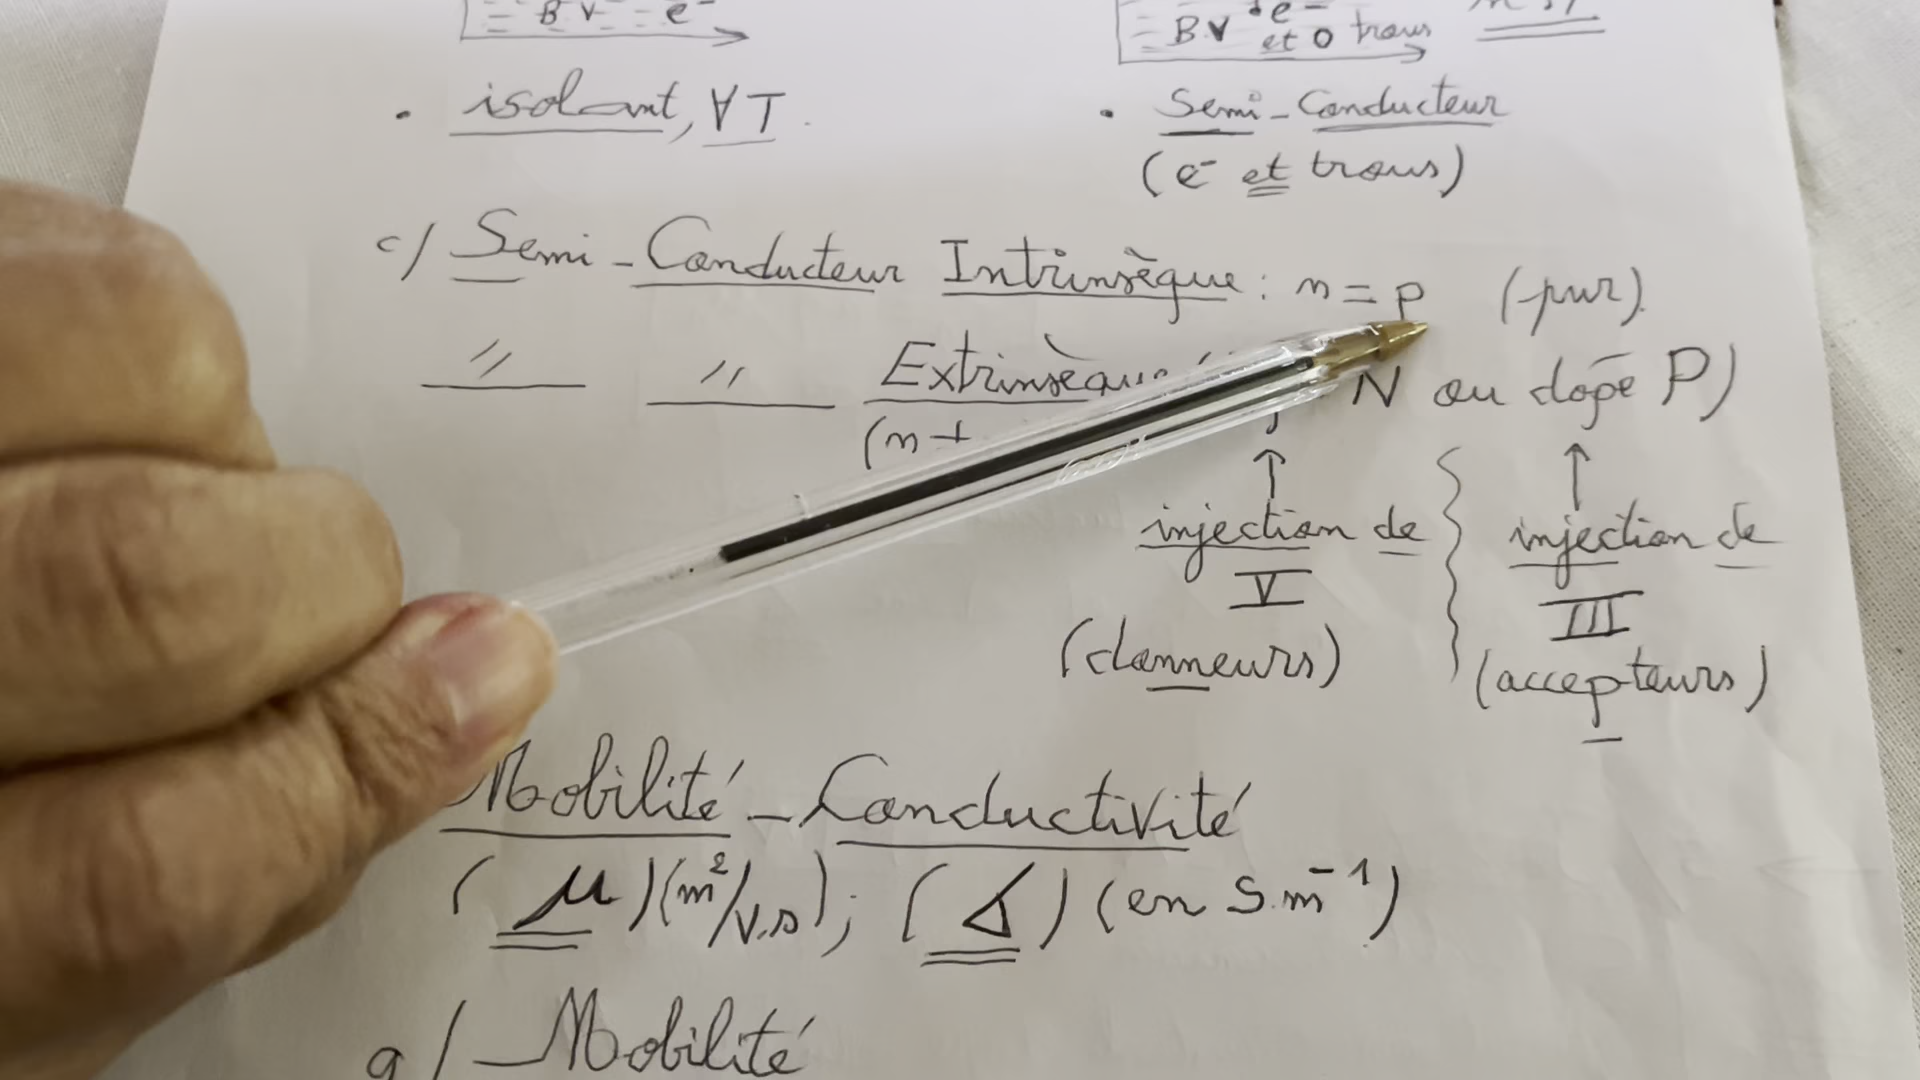 BV = e⁻
BV e⁻
et 0 trous
• isolant, ∀T.
• Semi-Conducteur
(e⁻ et trous)
c/ Semi-Conducteur Intrinsèque : n = p (pur).
// // Extrinsèque ( N ou dopé P)
(n ≠
↑ ↑
injection de
V
(donneurs)
injection de
III
(accepteurs)
Mobilité - Conductivité
(μ) (m²/V.s) ; (σ) (en S.m⁻¹)
a/ Mobilité